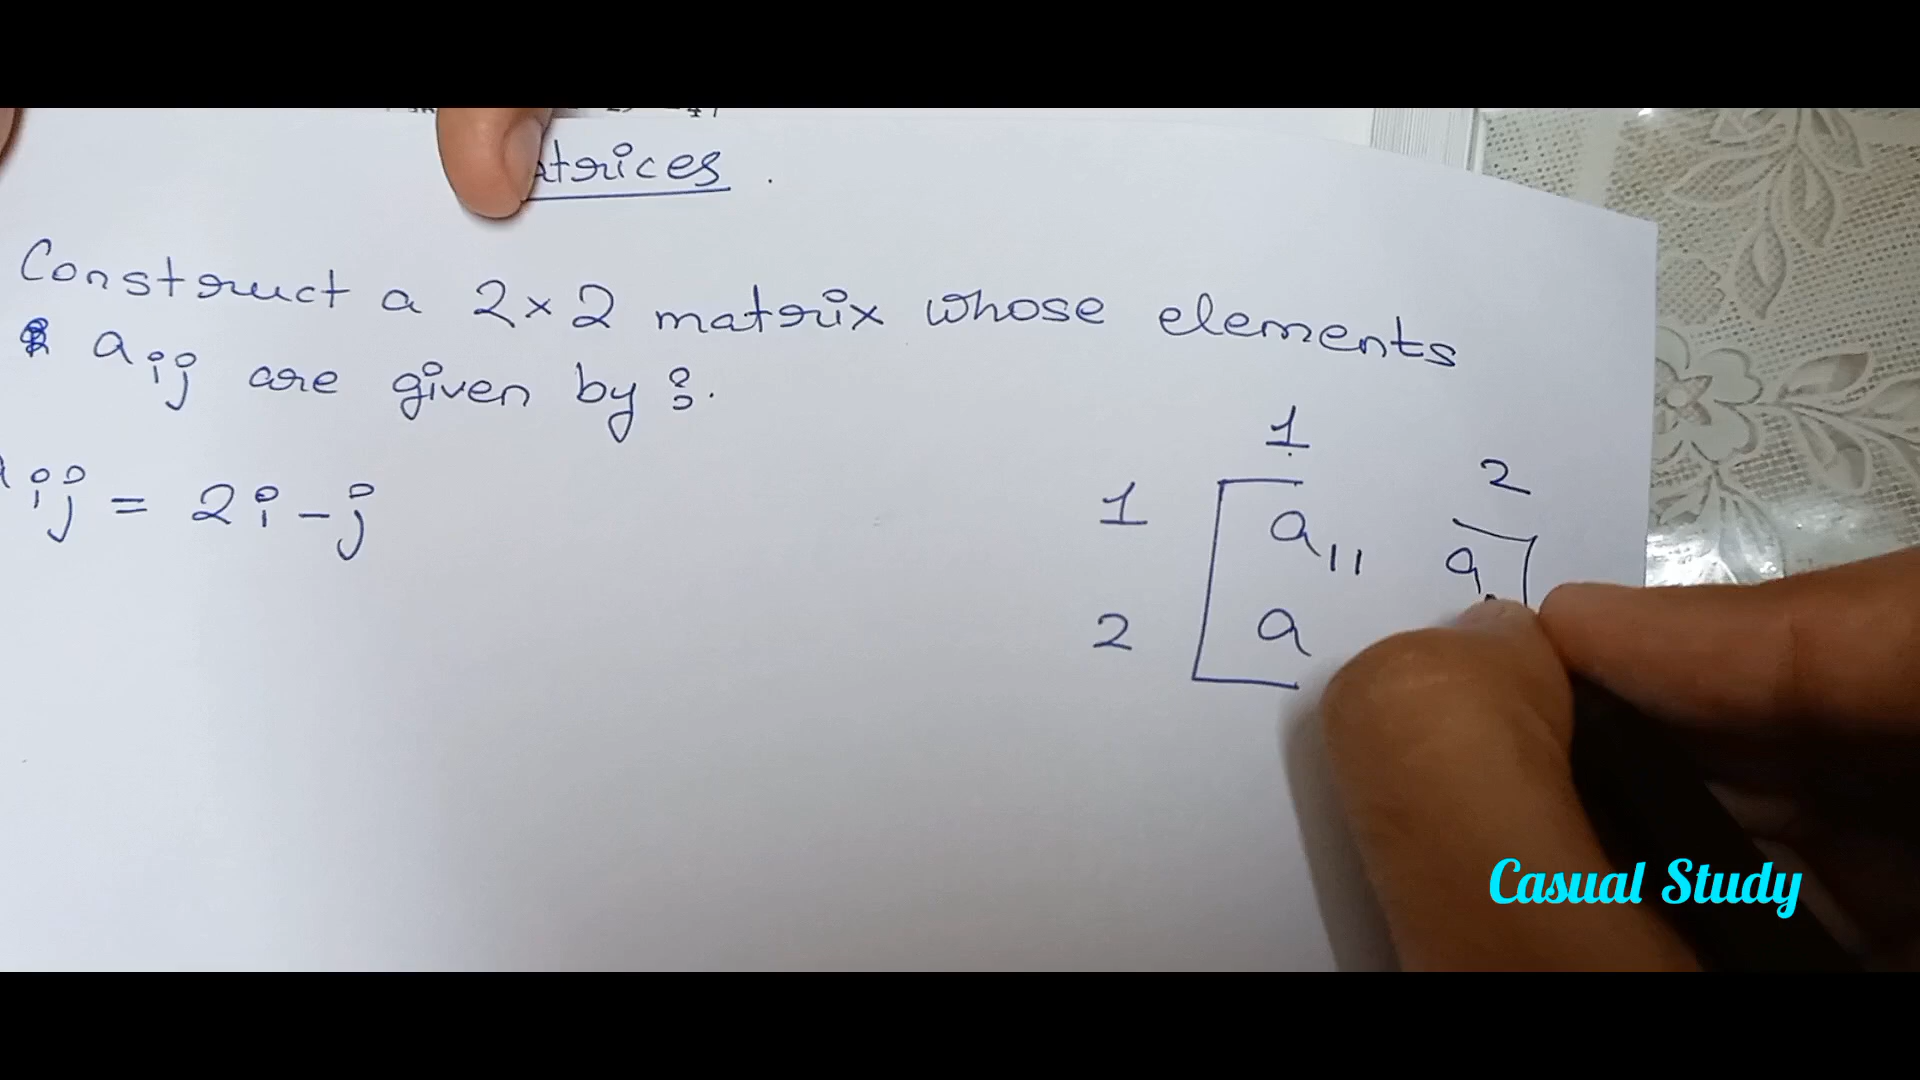 atrices .
Construct a 2×2 matrix whose elements
aij are given by :.
ij = 2i - j
1
2
1
a11
a
2
a
Casual Study